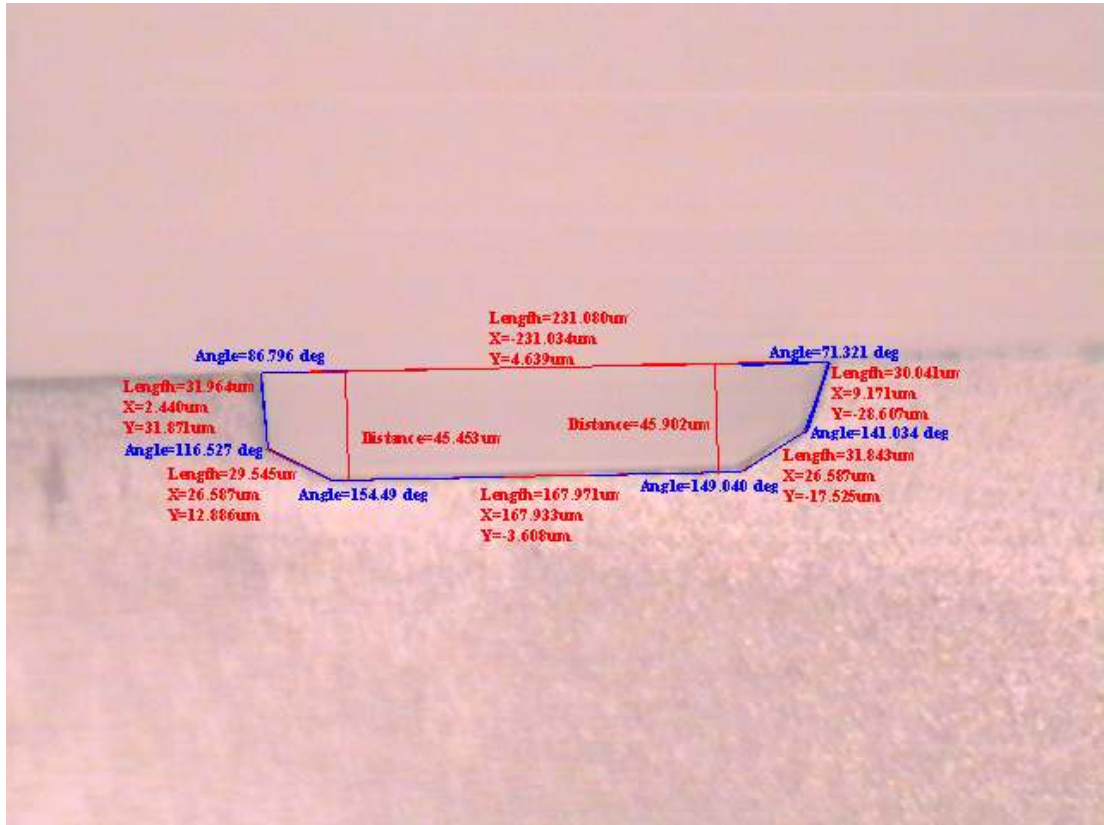 Length=231.080um
X=-231.034um
Y=4.639um
Angle=86.796 deg
Angle=71.321 deg
Length=31.964um
X=2.440um
Y=31.871um
Length=30.041um
X=9.171um
Y=-28.607um
Distance=45.453um
Distance=45.902um
Angle=116.527 deg
Angle=141.034 deg
Length=29.545um
X=26.587um
Y=12.886um
Length=31.843um
X=26.587um
Y=-17.525um
Angle=154.49 deg
Length=167.971um
X=167.933um
Y=-3.608um
Angle=149.040 deg